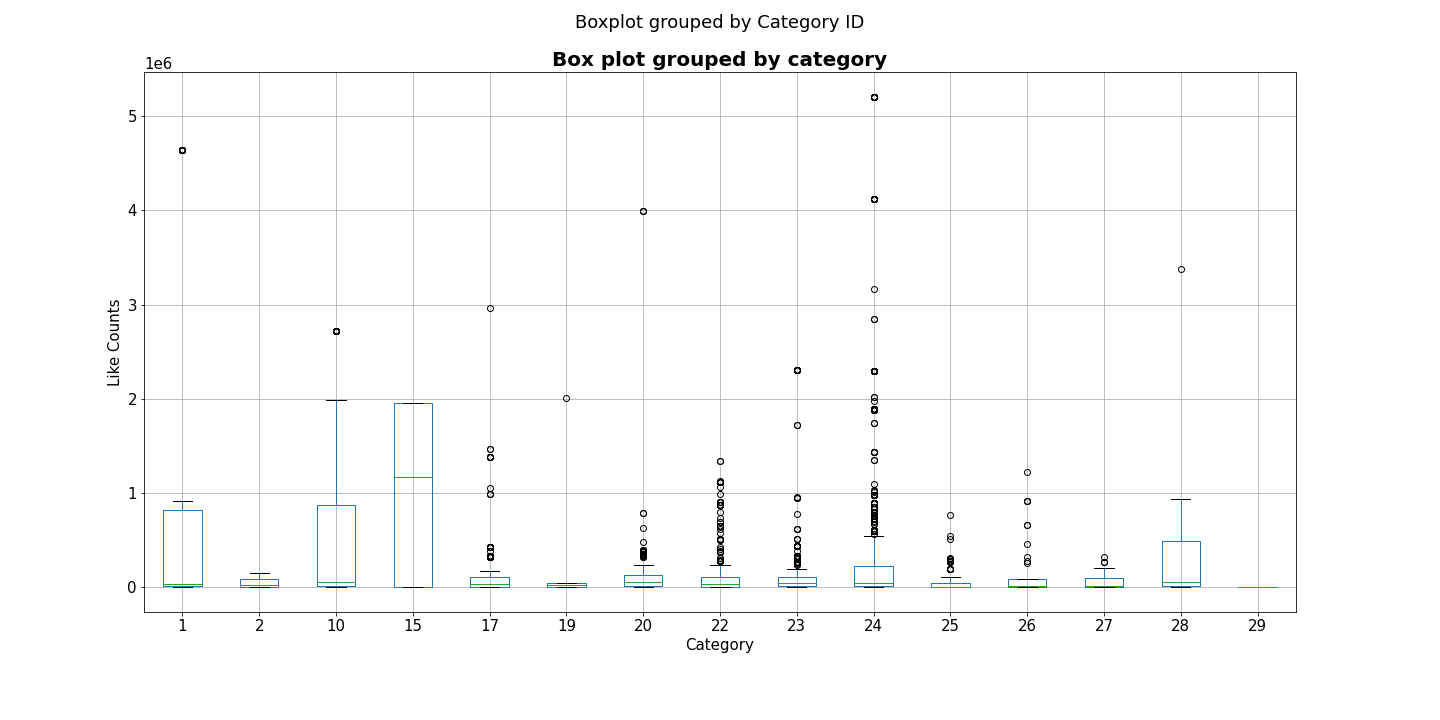 Boxplot grouped by Category ID
Box plot grouped by category
1e6
5
4
3
2
1
0
Like Counts
1 2 10 15 17 19 20 22 23 24 25 26 27 28 29
Category